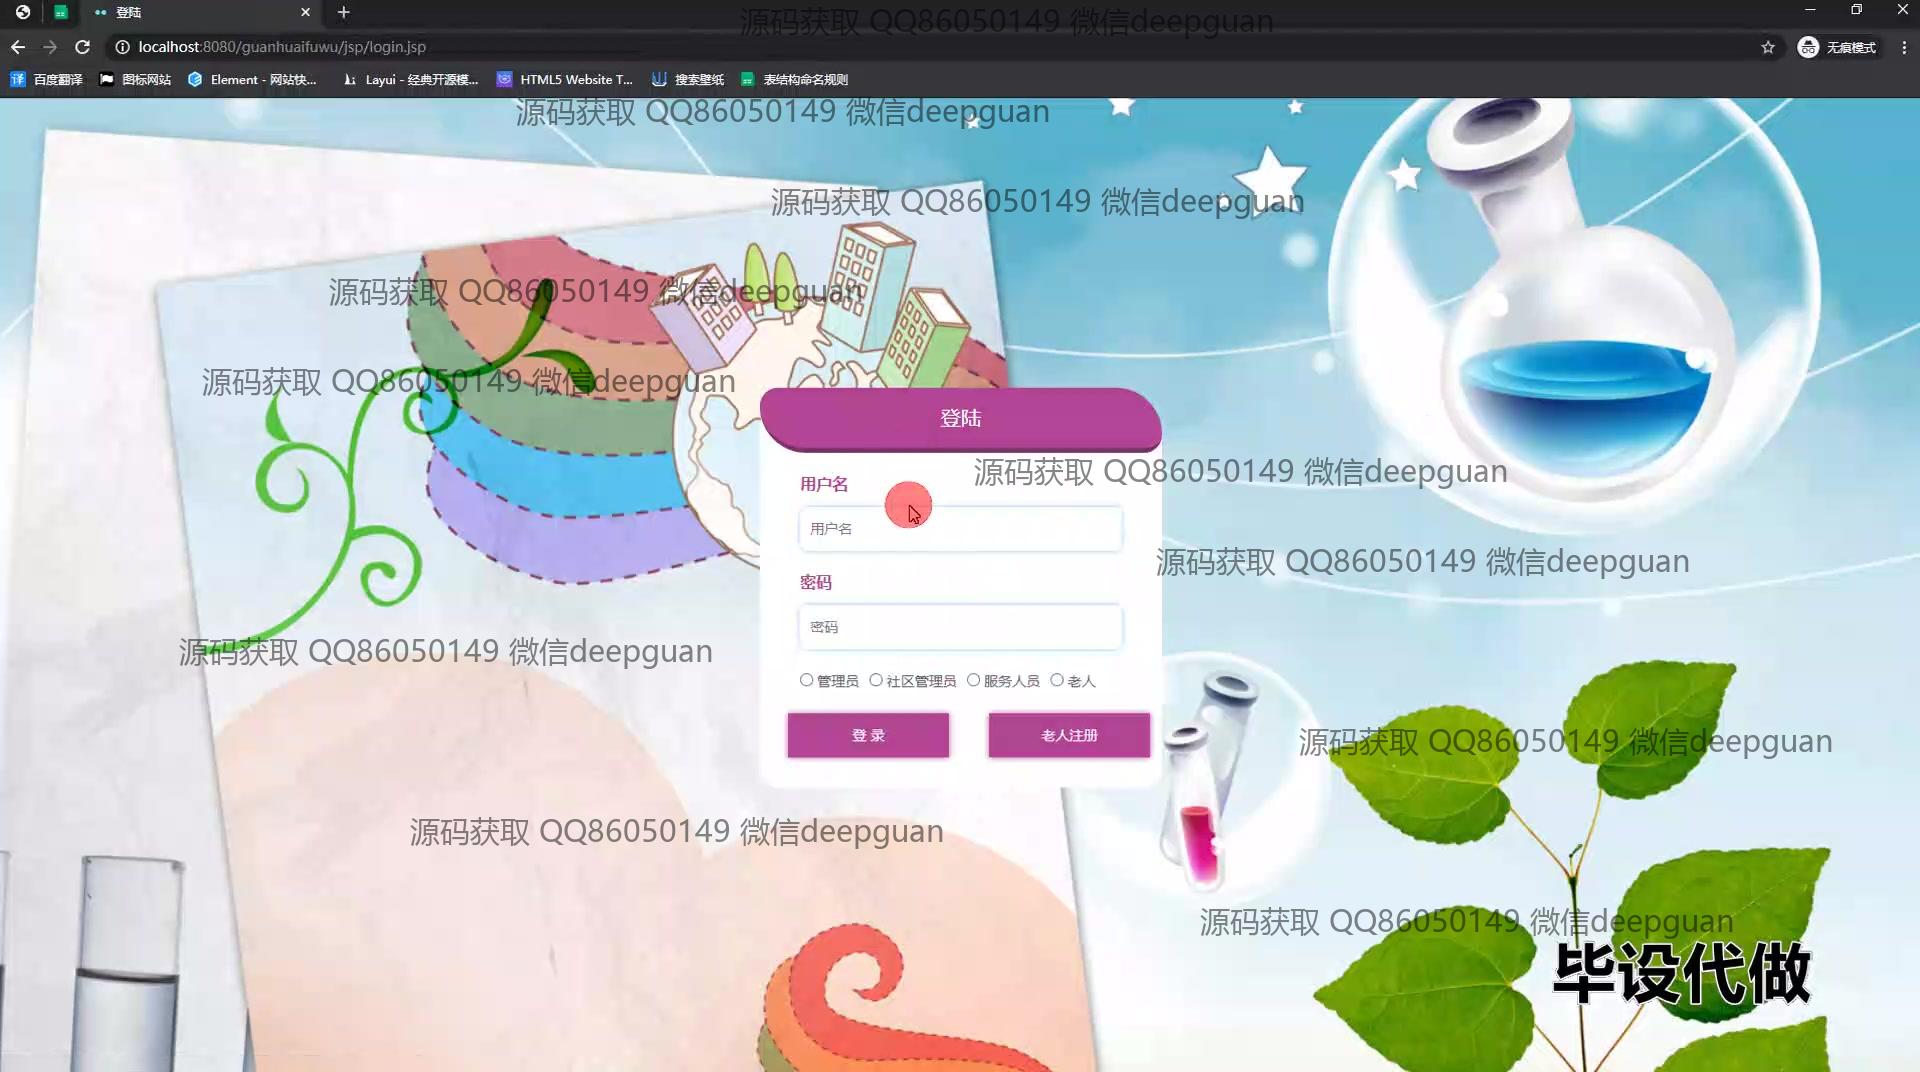 登陆
源码获取 QQ86050149 微信deepguan
localhost:8080/guanhuaifuwu/jsp/login.jsp
无痕模式
百度翻译
图标网站
Element - 网站快...
Layui - 经典开源模...
HTML5 Website T...
搜索壁纸
表结构命名规则
源码获取 QQ86050149 微信deepguan
源码获取 QQ86050149 微信deepguan
源码获取 QQ86050149 微信deepguan
源码获取 QQ86050149 微信deepguan
登陆
源码获取 QQ86050149 微信deepguan
用户名
用户名
源码获取 QQ86050149 微信deepguan
密码
密码
源码获取 QQ86050149 微信deepguan
管理员 社区管理员 服务人员 老人
登 录
老人注册
源码获取 QQ86050149 微信deepguan
源码获取 QQ86050149 微信deepguan
源码获取 QQ86050149 微信deepguan
毕设代做